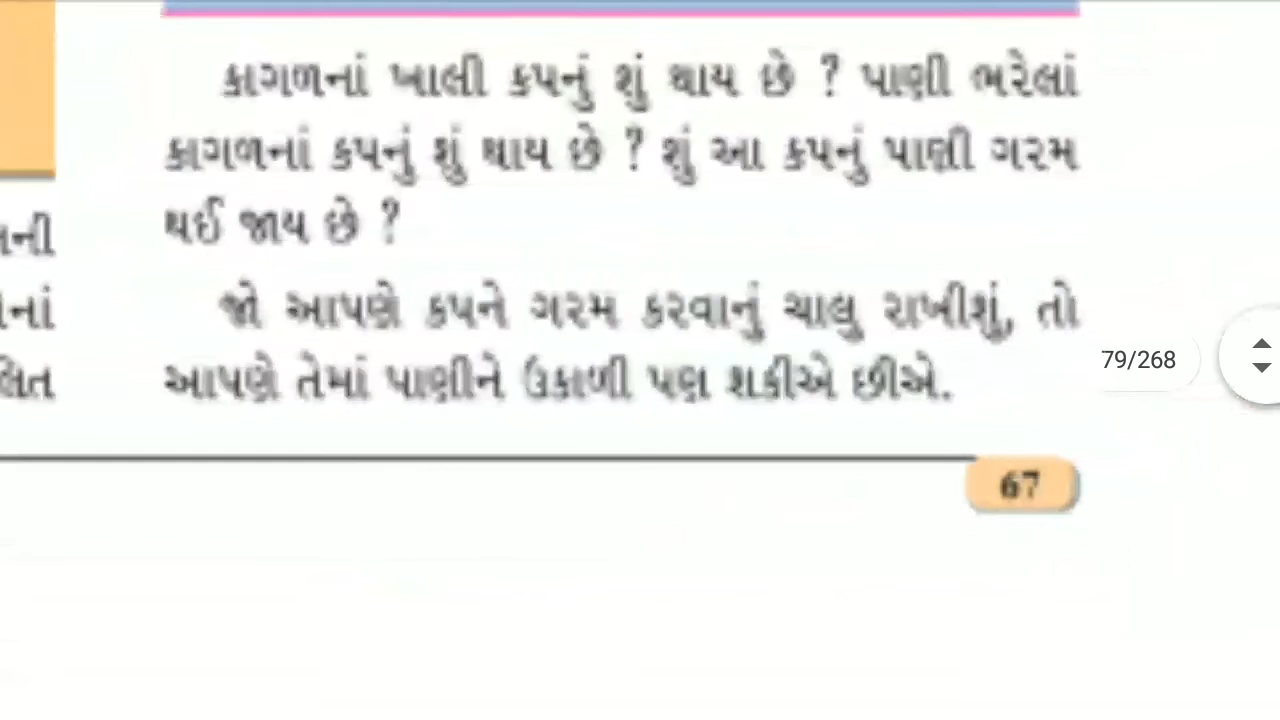 કાગળનાં ખાલી કપનું શું થાય છે ? પાણી ભરેલાં
કાગળનાં કપનું શું થાય છે ? શું આ કપનું પાણી ગરમ
થઈ જાય છે ?
જો આપણે કપને ગરમ કરવાનું ચાલુ રાખીશું, તો
આપણે તેમાં પાણીને ઉકાળી પણ શકીએ છીએ.
79/268
67